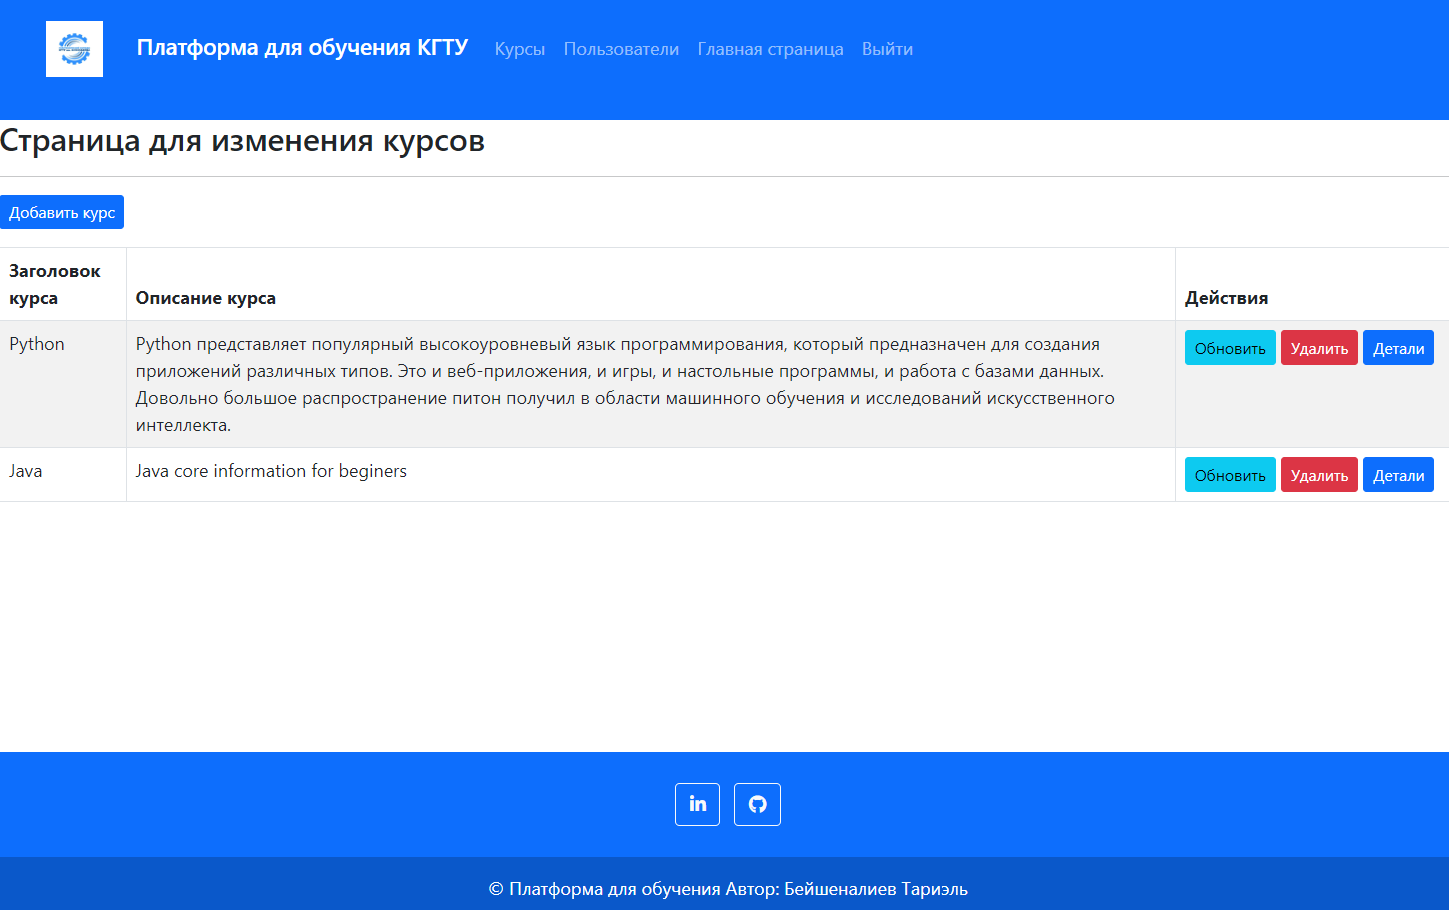 Платформа для обучения КГТУ Курсы Пользователи Главная страница Выйти
Страница для изменения курсов
Добавить курс
Заголовок курса Описание курса Действия
Python
Python представляет популярный высокоуровневый язык программирования, который предназначен для создания
приложений различных типов. Это и веб-приложения, и игры, и настольные программы, и работа с базами данных.
Довольно большое распространение питон получил в области машинного обучения и исследований искусственного
интеллекта.
Обновить Удалить Детали
Java
Java core information for beginers
Обновить Удалить Детали
in
© Платформа для обучения Автор: Бейшеналиев Тариэль